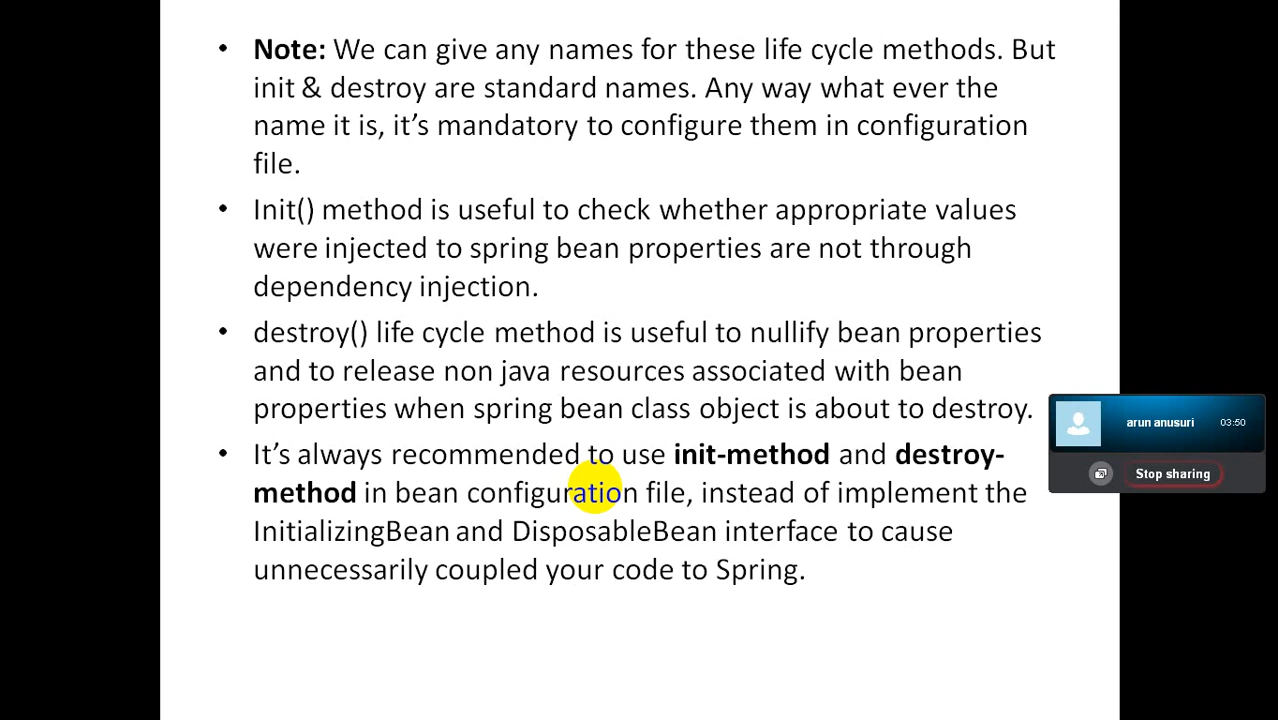 • Note: We can give any names for these life cycle methods. But
init & destroy are standard names. Any way what ever the
name it is, it’s mandatory to configure them in configuration
file.
• Init() method is useful to check whether appropriate values
were injected to spring bean properties are not through
dependency injection.
• destroy() life cycle method is useful to nullify bean properties
and to release non java resources associated with bean
properties when spring bean class object is about to destroy.
• It’s always recommended to use init-method and destroy-
method in bean configuration file, instead of implement the
InitializingBean and DisposableBean interface to cause
unnecessarily coupled your code to Spring.
arun anusuri 03:50
Stop sharing